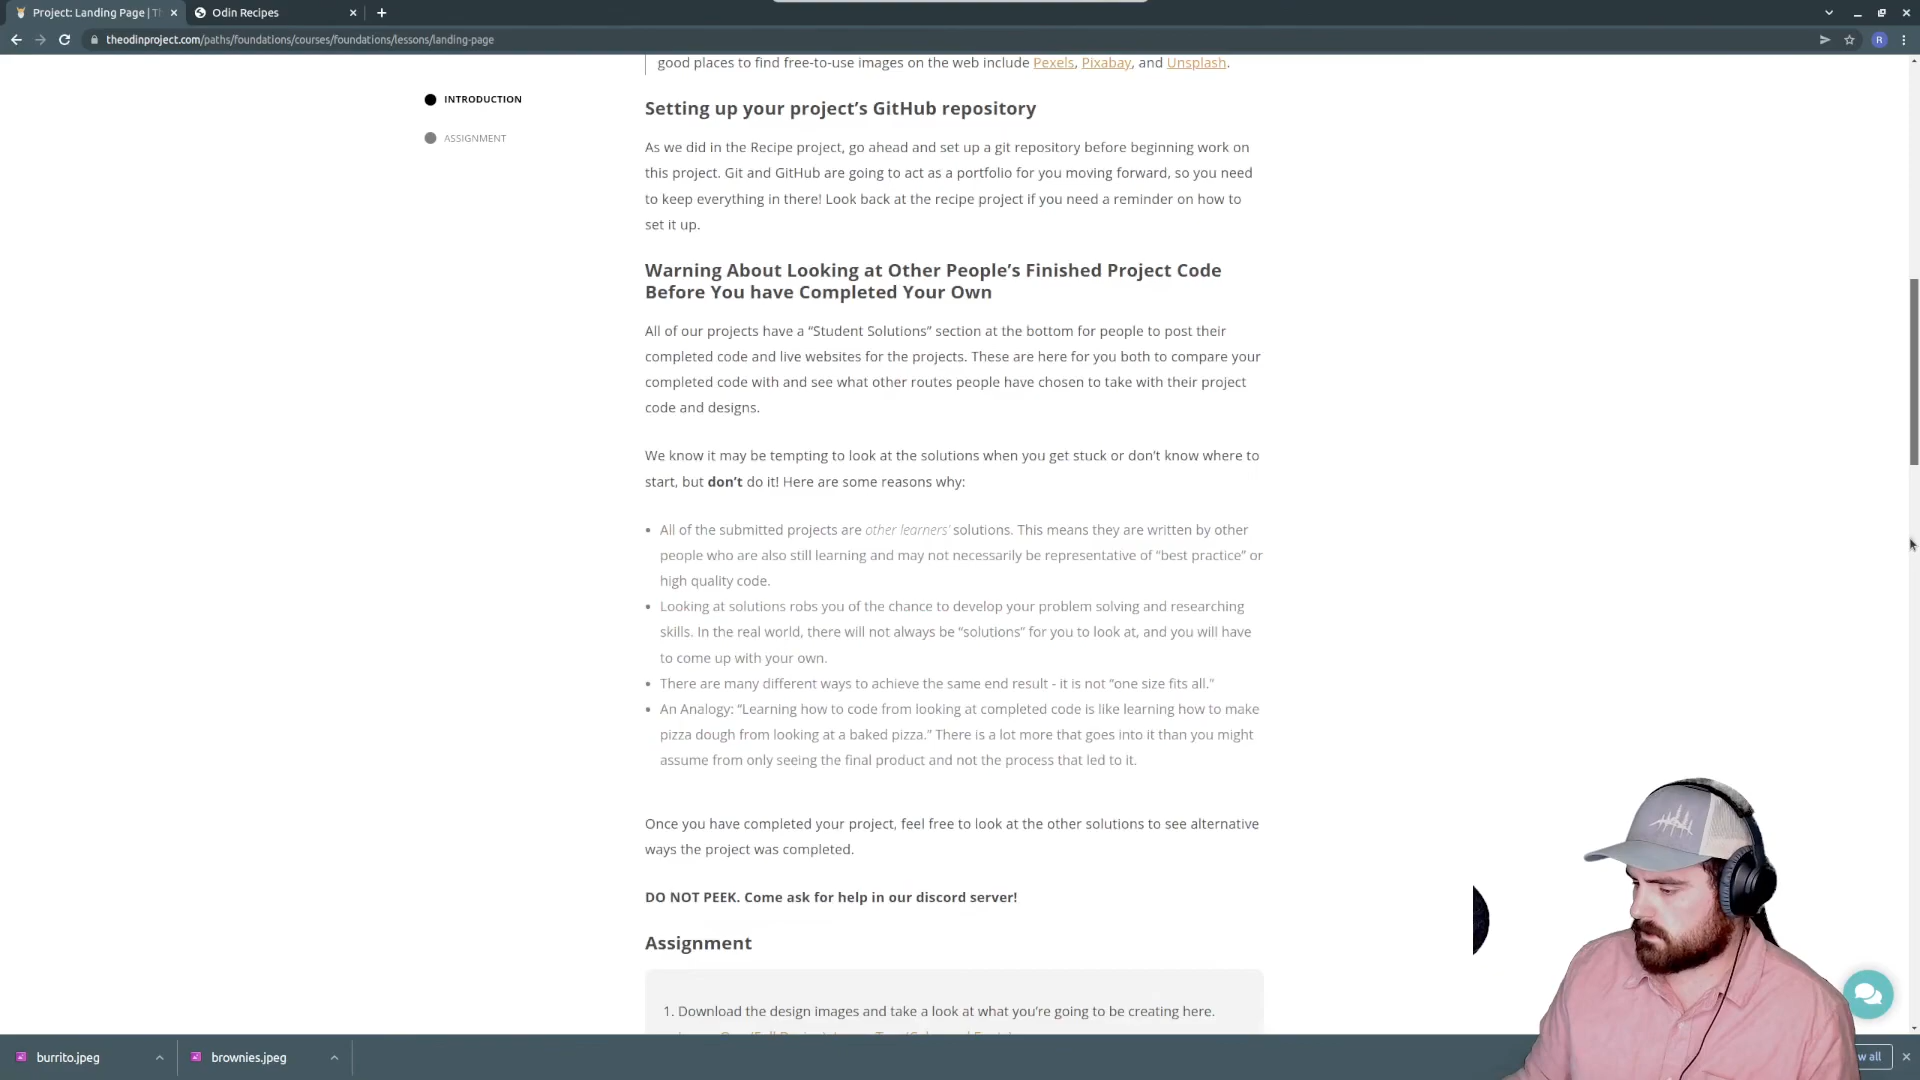 Project: Landing Page | T
Odin Recipes
theodinproject.com/paths/foundations/courses/foundations/lessons/landing-page
R
INTRODUCTION
ASSIGNMENT
good places to find free-to-use images on the web include Pexels, Pixabay, and Unsplash.
Setting up your project’s GitHub repository
As we did in the Recipe project, go ahead and set up a git repository before beginning work on
this project. Git and GitHub are going to act as a portfolio for you moving forward, so you need
to keep everything in there! Look back at the recipe project if you need a reminder on how to
set it up.
Warning About Looking at Other People’s Finished Project Code
Before You have Completed Your Own
All of our projects have a “Student Solutions” section at the bottom for people to post their
completed code and live websites for the projects. These are here for you both to compare your
completed code with and see what other routes people have chosen to take with their project
code and designs.
We know it may be tempting to look at the solutions when you get stuck or don’t know where to
start, but don’t do it! Here are some reasons why:
• All of the submitted projects are other learners’ solutions. This means they are written by other
people who are also still learning and may not necessarily be representative of “best practice” or
high quality code.
• Looking at solutions robs you of the chance to develop your problem solving and researching
skills. In the real world, there will not always be “solutions” for you to look at, and you will have
to come up with your own.
• There are many different ways to achieve the same end result - it is not “one size fits all.”
• An Analogy: “Learning how to code from looking at completed code is like learning how to make
pizza dough from looking at a baked pizza.” There is a lot more that goes into it than you might
assume from only seeing the final product and not the process that led to it.
Once you have completed your project, feel free to look at the other solutions to see alternative
ways the project was completed.
DO NOT PEEK. Come ask for help in our discord server!
Assignment
1. Download the design images and take a look at what you’re going to be creating here.
burrito.jpeg
brownies.jpeg
w all